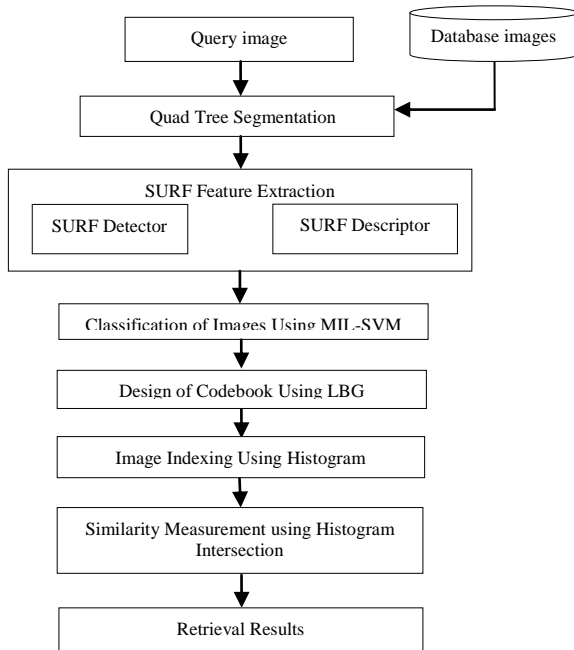 Query image
Database images
Quad Tree Segmentation
SURF Feature Extraction
SURF Detector
SURF Descriptor
Classification of Images Using MIL-SVM
Design of Codebook Using LBG
Image Indexing Using Histogram
Similarity Measurement using Histogram
Intersection
Retrieval Results